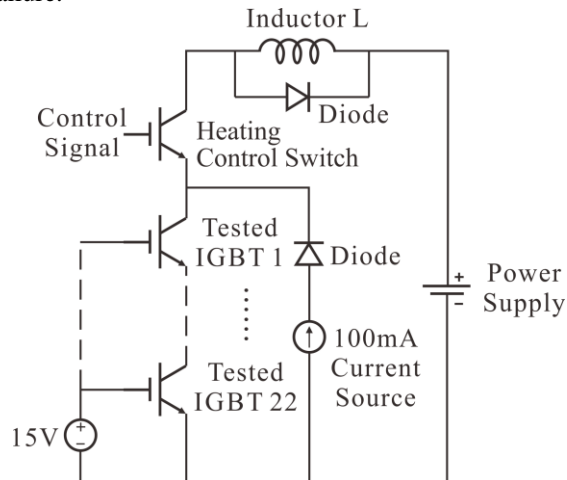 Inductor L
Diode
Control
Signal
Heating
Control Switch
Tested
IGBT 1
Diode
+
Power
Supply
−
100mA
Current
Source
Tested
IGBT 22
15V
+
−